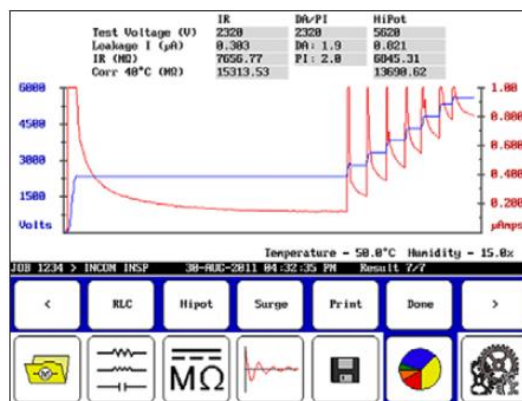 IR DA/PI HiPot
Test Voltage (V) 2320 2320 5620
Leakage I (μA) 0.303 DA: 1.9 0.821
IR (MΩ) 7656.77 PI: 2.0 6845.31
Corr 40°C (MΩ) 15313.53 13690.62
6000 1.00
4500 0.800
0.600
3000 0.400
1500 0.200
Volts μAmps
Temperature - 50.0°C Humidity - 15.0%
JOB 1234 > INCOM INSP 30-AUG-2011 04:32:35 PM Result 7/7
< RLC Hipot Surge Print Done >
MΩ